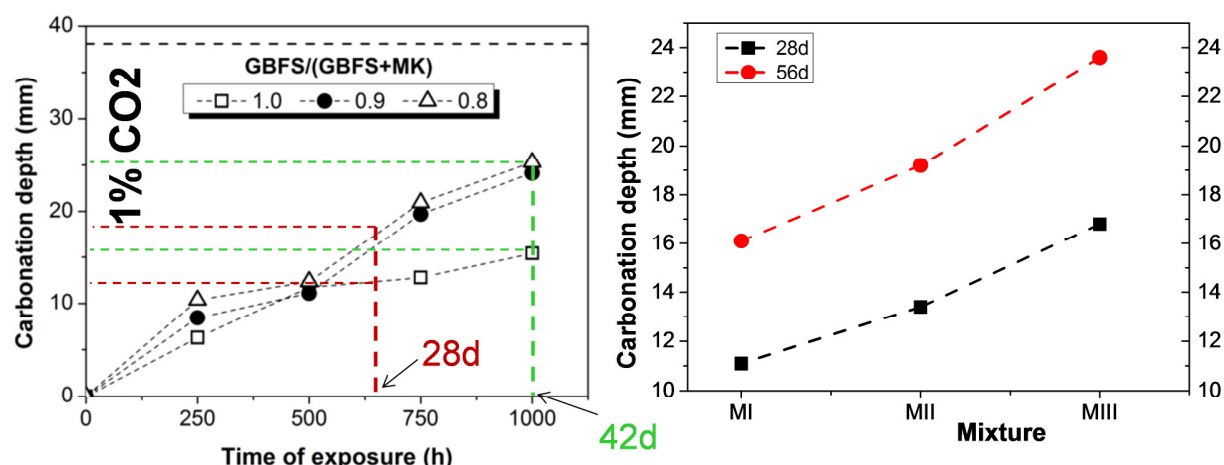 40
30
20
10
0
Carbonation depth (mm)
1% CO2
GBFS/(GBFS+MK)
1.0 0.9 0.8
28d
42d
0 250 500 750 1000
Time of exposure (h)
24
22
20
18
16
14
12
10
Carbonation depth (mm)
28d
56d
24
22
20
18
16
14
12
10
MI MII MIII
Mixture